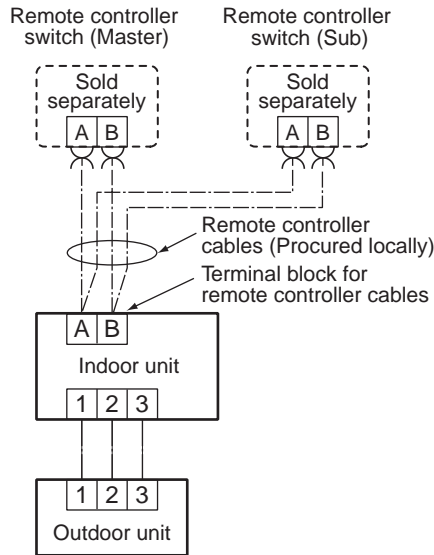 Remote controller
switch (Master)
Remote controller
switch (Sub)
Sold
separately
A B
Sold
separately
A B
Remote controller
cables (Procured locally)
Terminal block for
remote controller cables
A B
Indoor unit
1 2 3
1 2 3
Outdoor unit